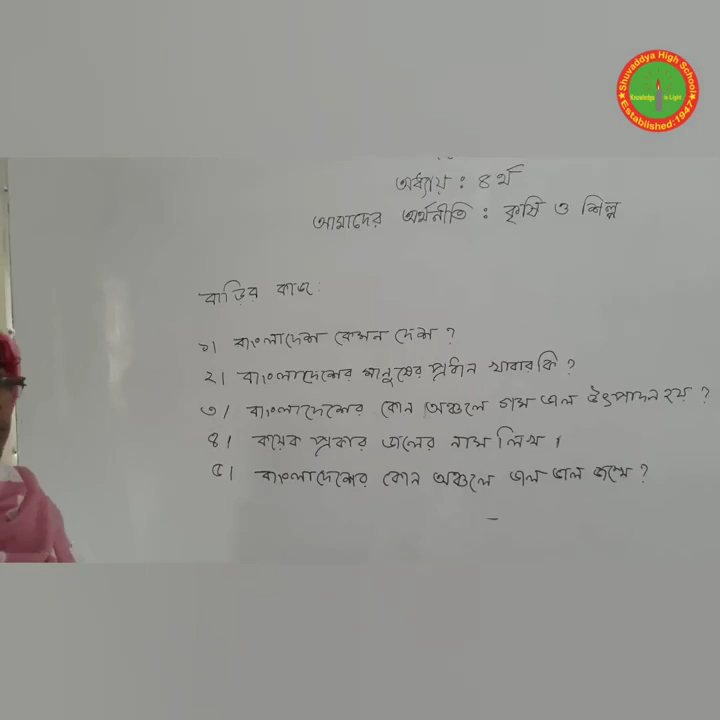 Shuvaddya High School
Knowledge is Light
Established:1947
অধ্যায় : ৪র্থ
আমাদের অর্থনীতি : কৃষি ও শিল্প
বাড়ির কাজ:
১। বাংলাদেশ কেমন দেশ ?
২। বাংলাদেশের মানুষের প্রধান খাবার কি ?
৩। বাংলাদেশের কোন অঞ্চলে গম ভাল উৎপাদন হয় ?
৪। কয়েক প্রকার ডালের নাম লিখ।
৫। বাংলাদেশের কোন অঞ্চলে ডাল ভাল জন্মে ?